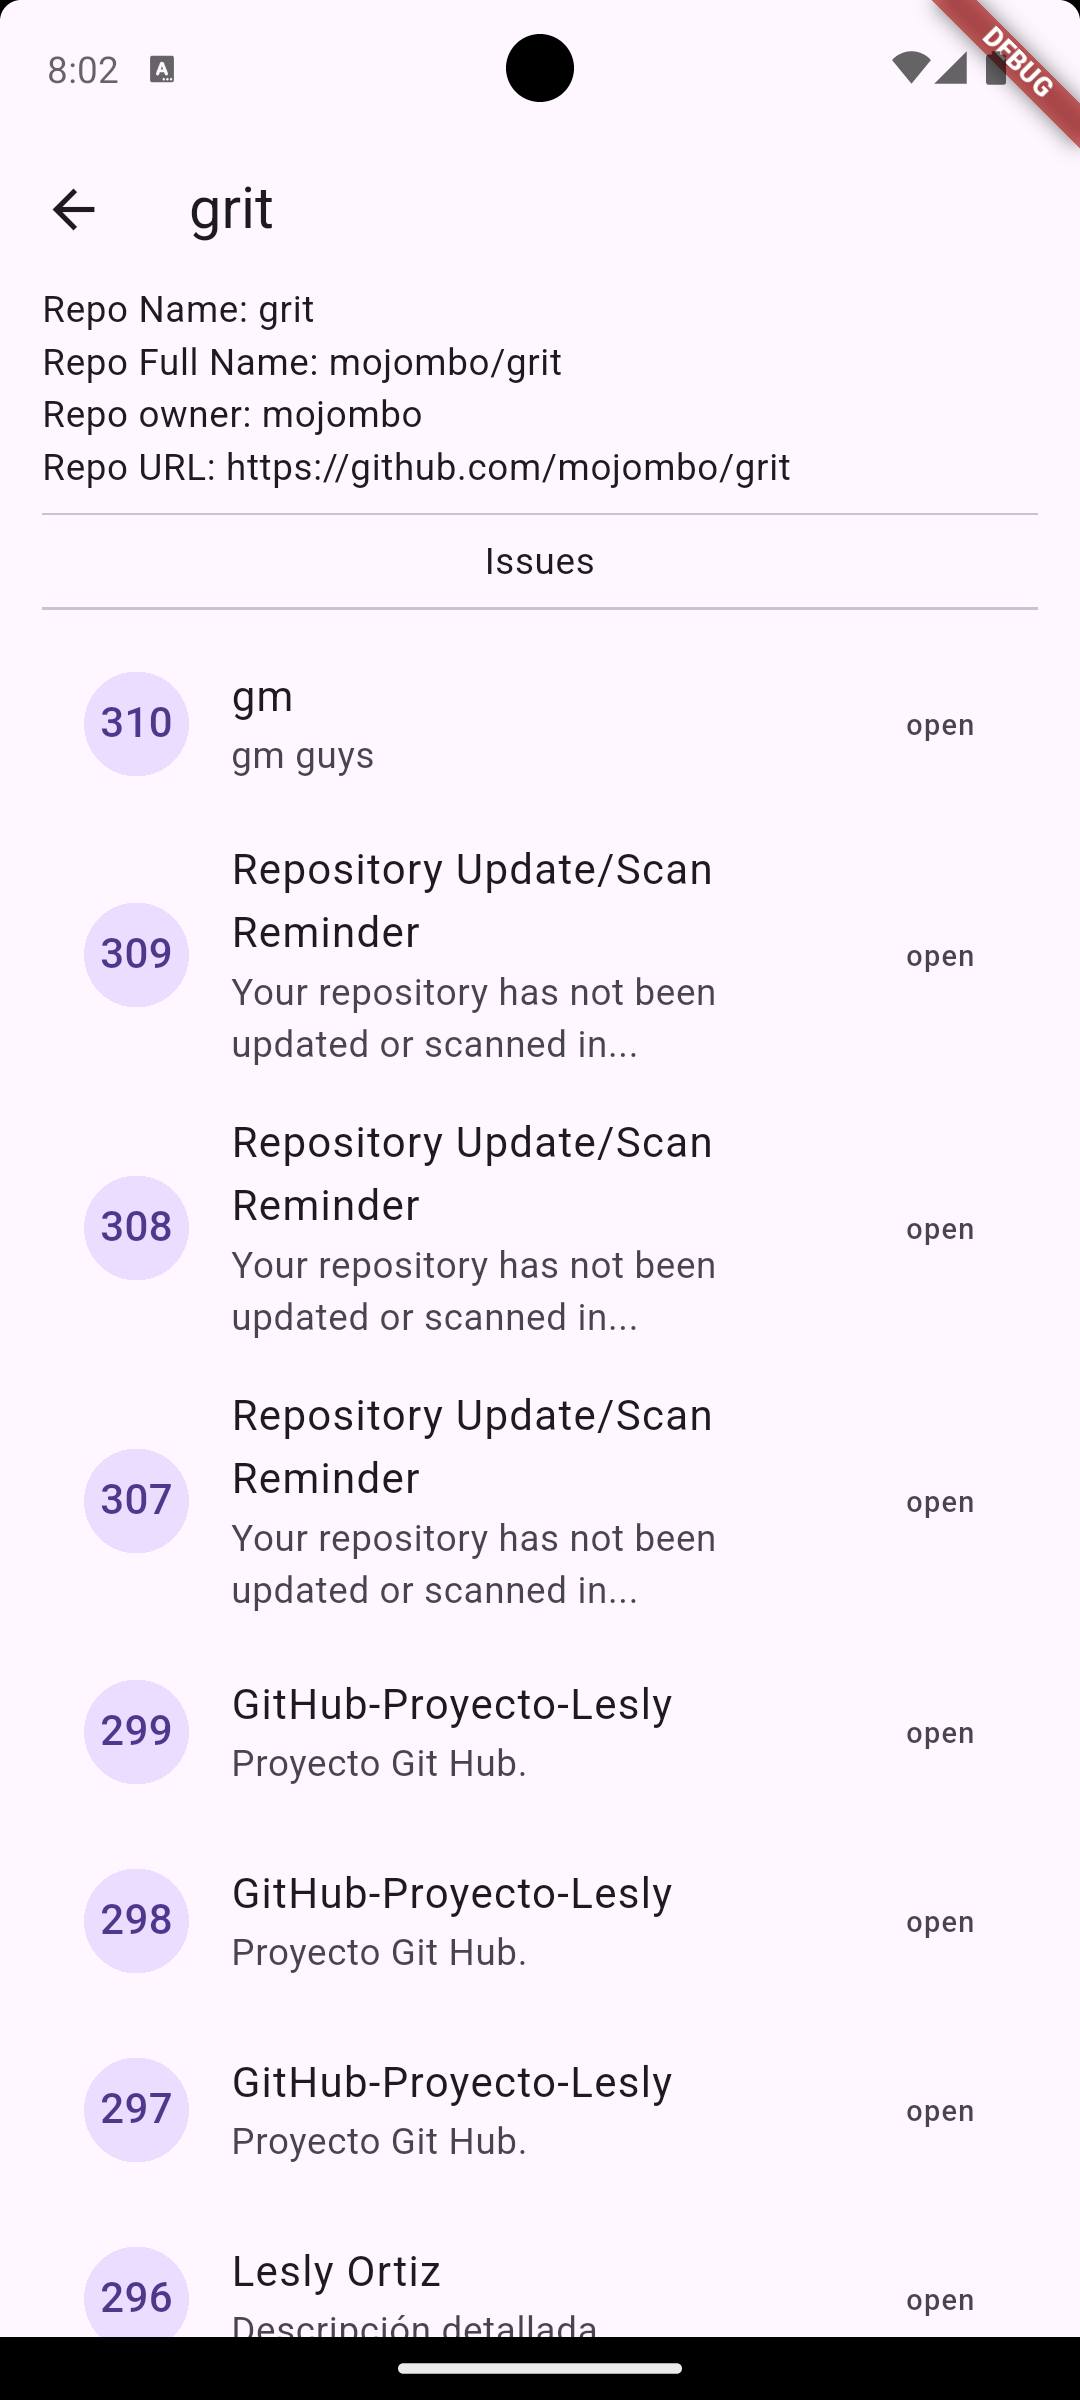 8:02
DEBUG
grit
Repo Name: grit
Repo Full Name: mojombo/grit
Repo owner: mojombo
Repo URL: https://github.com/mojombo/grit
Issues
310
gm
gm guys
open
309
Repository Update/Scan
Reminder
Your repository has not been
updated or scanned in...
open
308
Repository Update/Scan
Reminder
Your repository has not been
updated or scanned in...
open
307
Repository Update/Scan
Reminder
Your repository has not been
updated or scanned in...
open
299
GitHub-Proyecto-Lesly
Proyecto Git Hub.
open
298
GitHub-Proyecto-Lesly
Proyecto Git Hub.
open
297
GitHub-Proyecto-Lesly
Proyecto Git Hub.
open
296
Lesly Ortiz
Descripción detallada
open